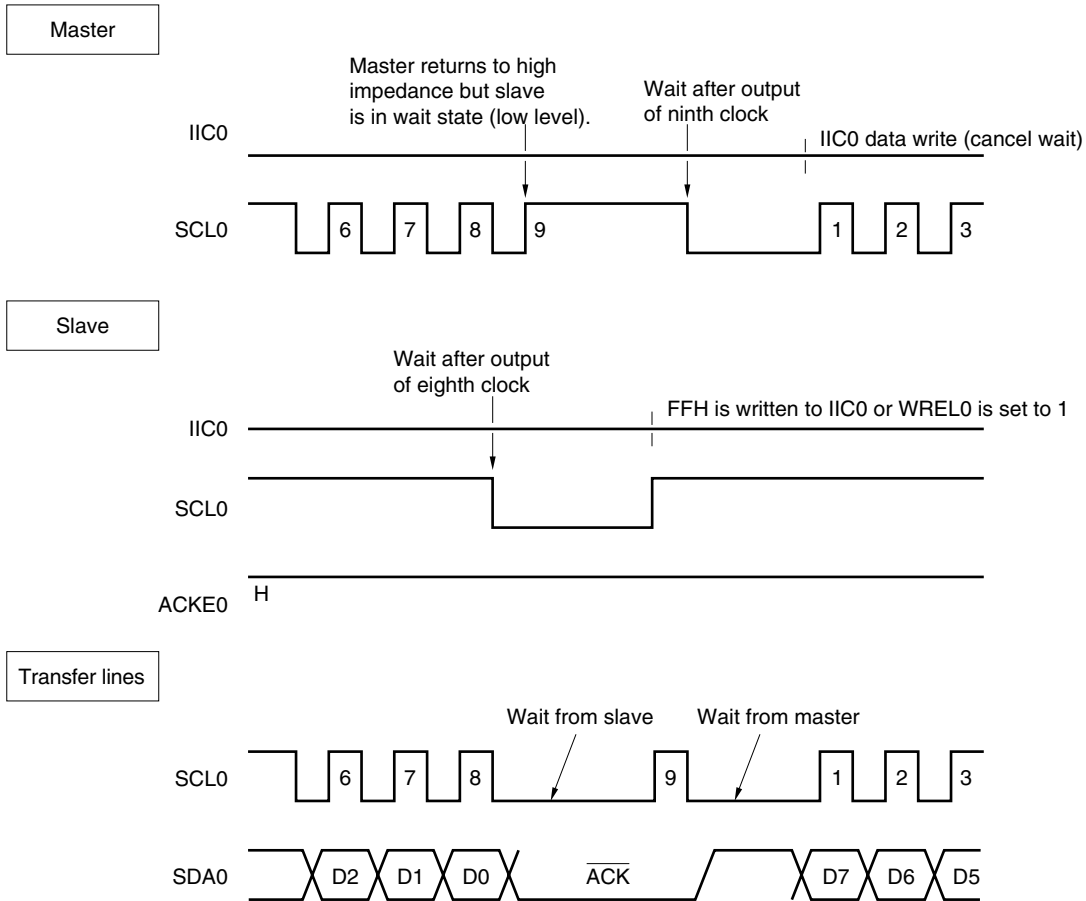 Master
Master returns to high
impedance but slave
is in wait state (low level).
Wait after output
of ninth clock
IIC0
IIC0 data write (cancel wait)
SCL0
6 7 8 9 1 2 3
Slave
Wait after output
of eighth clock
FFH is written to IIC0 or WREL0 is set to 1
IIC0
SCL0
H
ACKE0
Transfer lines
Wait from slave Wait from master
SCL0 6 7 8 9 1 2 3
SDA0 D2 D1 D0 ACK D7 D6 D5